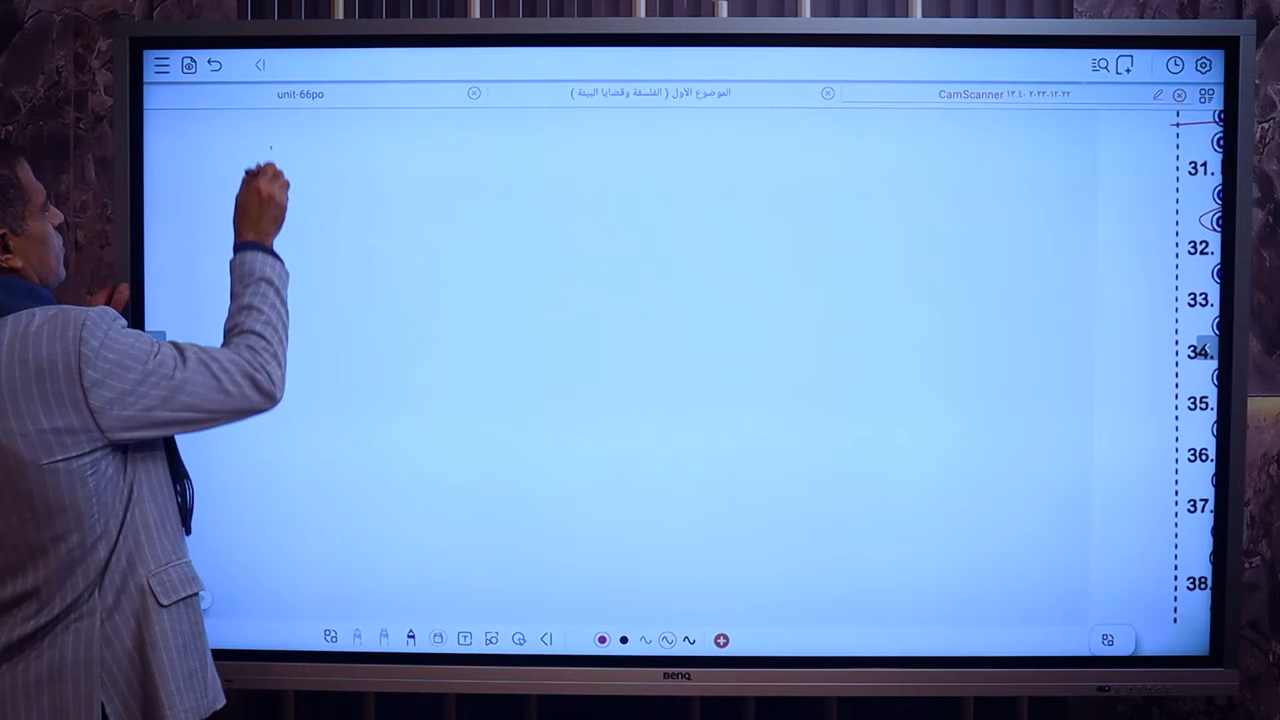 unit-66po
الموضوع الأول ( الفلسفة وقضايا البيئة )
CamScanner ٢٠٢٣-١٢-٢٢ ١٣.٤٠
31.
32.
33.
34.
35.
36.
37.
38.
BenQ